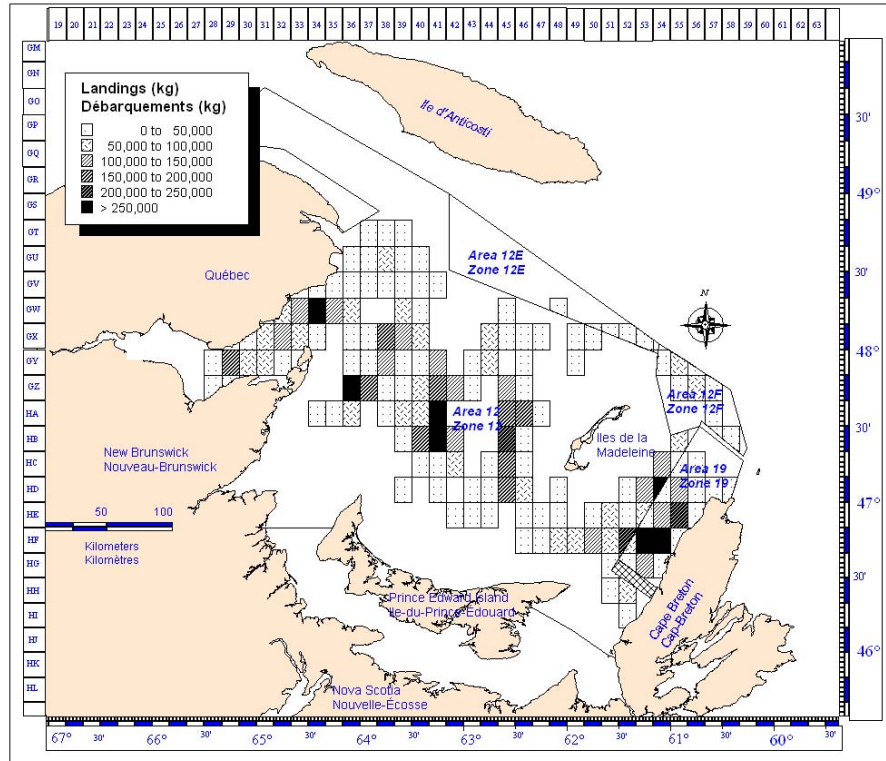 19 20 21 22 23 24 25 26 27 28 29 30 31 32 33 34 35 36 37 38 39 40 41 42 43 44 45 46 47 48 49 50 51 52 53 54 55 56 57 58 59 60 61 62 63
GM
GN
GO
GP
GQ
GR
GS
GT
GU
GV
GW
GX
GY
GZ
HA
HB
HC
HD
HE
HF
HG
HH
HI
HJ
HK
HL
Landings (kg)
Débarquements (kg)
0 to 50,000
50,000 to 100,000
100,000 to 150,000
150,000 to 200,000
200,000 to 250,000
> 250,000
Ile d'Anticosti
Québec
Area 12E
Zone 12E
N
Area 12F
Zone 12F
Area 12
Zone 12
Iles de la
Madeleine
Area 19
Zone 19
New Brunswick
Nouveau-Brunswick
50 100
Kilometers
Kilomètres
Prince Edward Island
Ile-du-Prince-Édouard
Cape Breton
Cap-Breton
Nova Scotia
Nouvelle-Écosse
30'
49°
30'
48°
30'
47°
30'
46°
67° 30' 66° 30' 65° 30' 64° 30' 63° 30' 62° 30' 61° 30' 60°